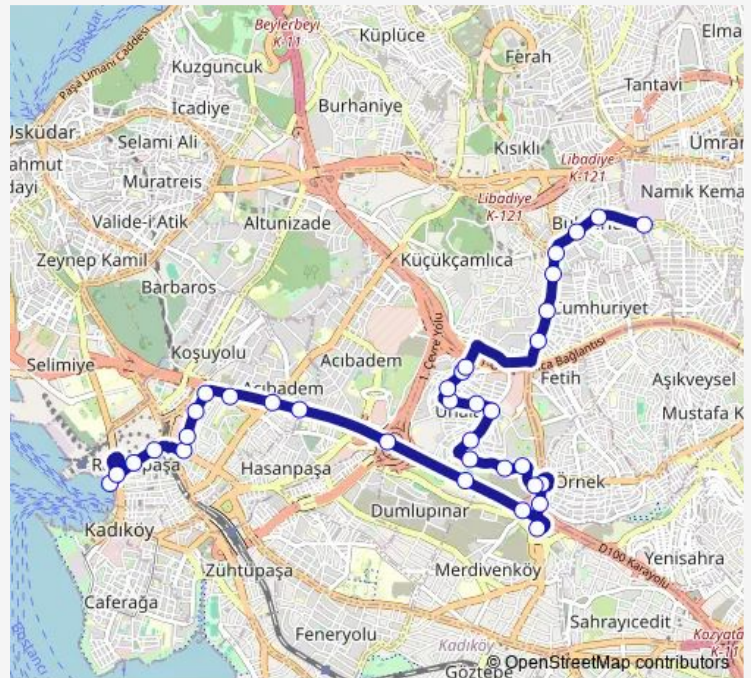 Beylerbeyi
K-11
Küplüce
Elma
Üsküdar
Paşa Limanı Caddesi
Kuzguncuk
Ferah
Tantavi
İcadiye
Burhaniye
Üsküdar
Selami Ali
Kısıklı
Ümran
ahmut
dayi
Muratreis
Libadiye
K-121
Namık Kema
Libadiye
K-121
Valide-i Atik
Altunizade
Zeynep Kamil
Küçükçamlıca
Barbaros
Cumhuriyet
1. Çevre Yolu
Koşuyolu
Selimiye
Acıbadem
Fetih
Aşıkveysel
Acıbadem
Mustafa K
Hasanpaşa
Örnek
Dumlupınar
Kadıköy
D100 Karayolu
Yenisahra
Zühtüpaşa
Merdivenköy
Caferağa
Sahrayıcedit
Feneryolu
Kadıköy
Kozyata
K-11
Bostancı
Göztepe
© OpenStreetMap contributors